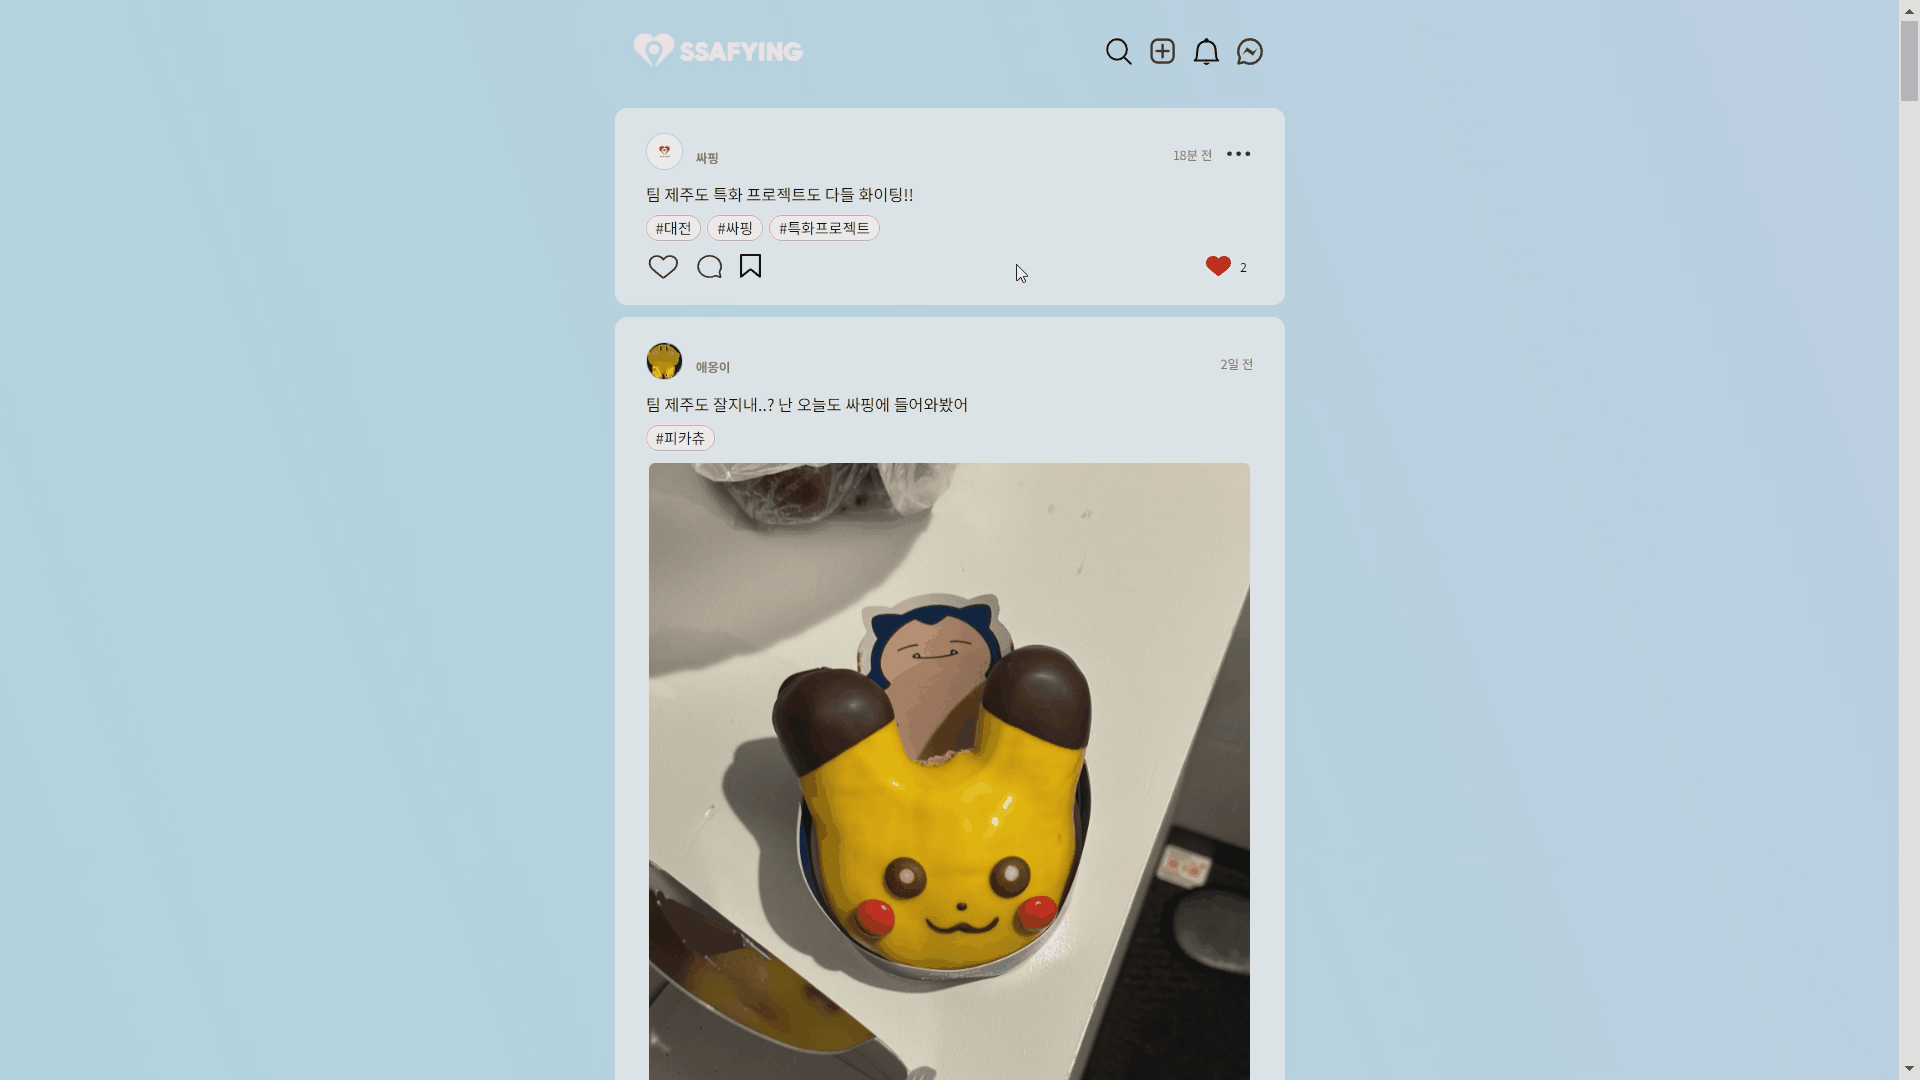 SSAFYING
싸핑
18분 전
팀 제주도 특화 프로젝트도 다들 화이팅!!
#대전 #싸핑 #특화프로젝트
2
애옹이
2일 전
팀 제주도 잘지내..? 난 오늘도 싸핑에 들어와봤어
#피카츄